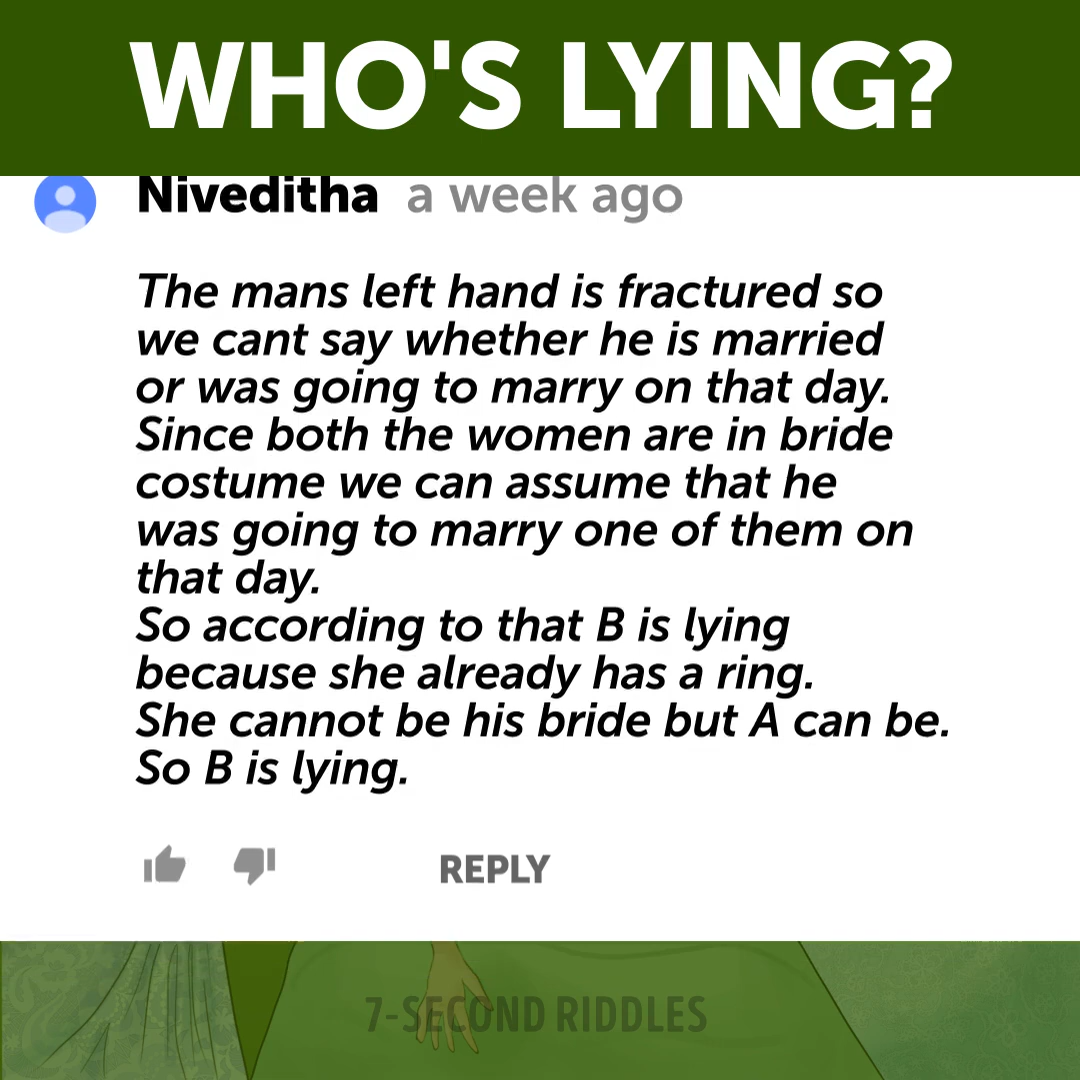 WHO'S LYING?
Niveditha a week ago
The mans left hand is fractured so
we cant say whether he is married
or was going to marry on that day.
Since both the women are in bride
costume we can assume that he
was going to marry one of them on
that day.
So according to that B is lying
because she already has a ring.
She cannot be his bride but A can be.
So B is lying.
REPLY
7-SECOND RIDDLES